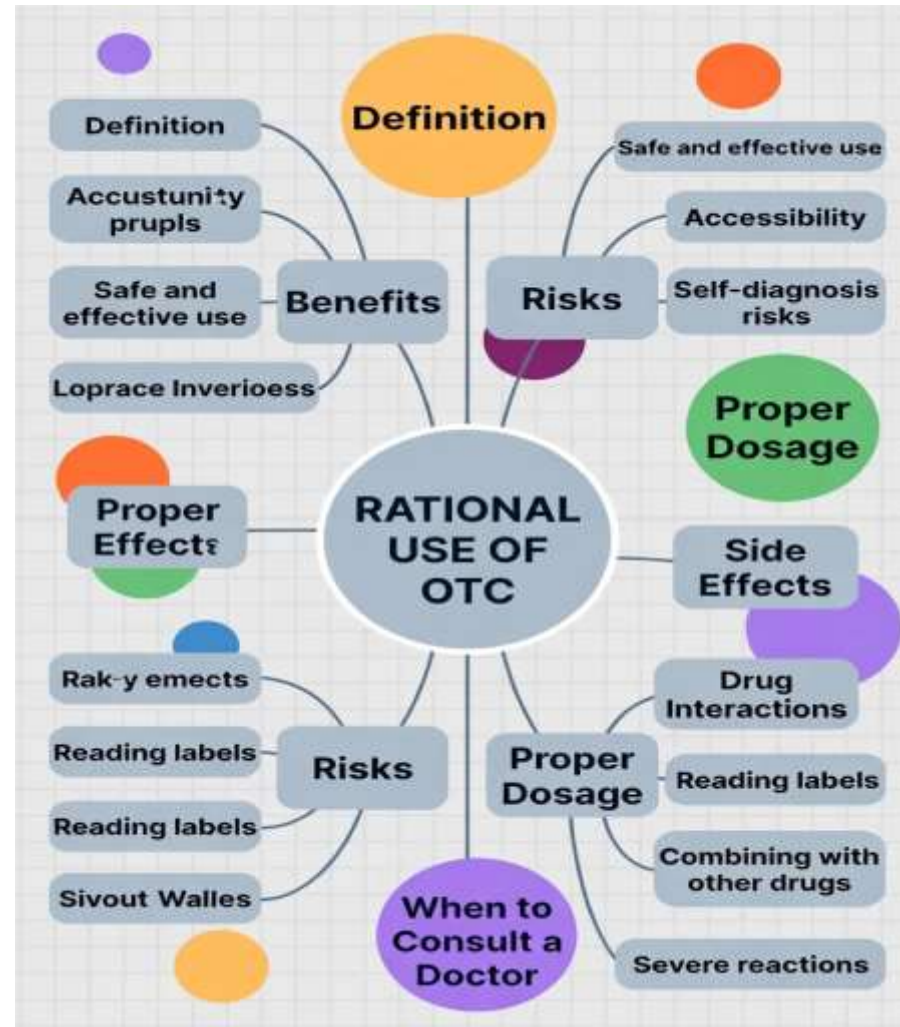 Definition
Definition
Accustunity
prupls
Safe and
effective use
Loprace Inverioess
Benefits
Safe and effective use
Accessibility
Self-diagnosis
risks
Risks
Proper
Dosage
Proper
Effects
RATIONAL
USE OF
OTC
Side
Effects
Rak-y emects
Reading labels
Reading labels
Sivout Walles
Risks
Proper
Dosage
Drug
Interactions
Reading labels
Combining with
other drugs
Severe reactions
When to
Consult a
Doctor